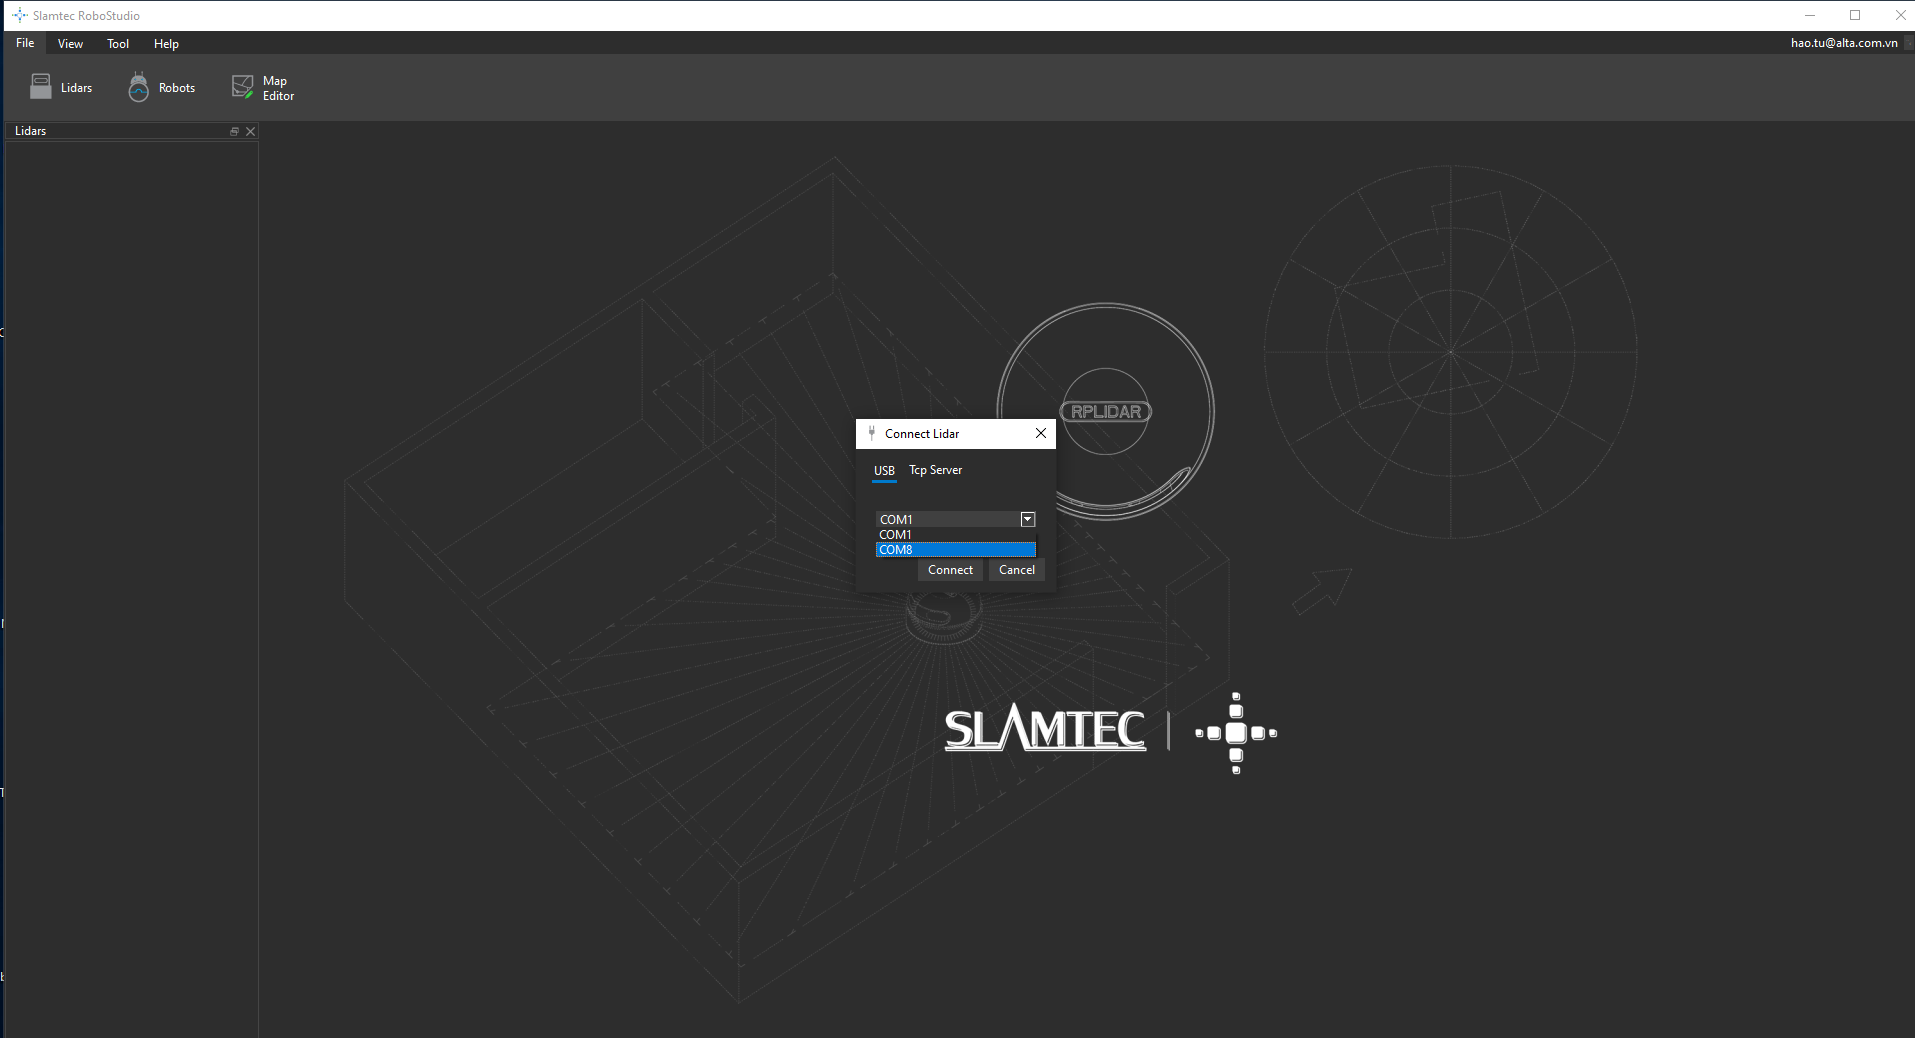 Slamtec RoboStudio
File View Tool Help
hao.tu@alta.com.vn
Lidars
Robots
Map
Editor
Lidars
RPLIDAR
Connect Lidar
USB Tcp Server
COM1
COM1
COM8
Connect Cancel
SLAMTEC